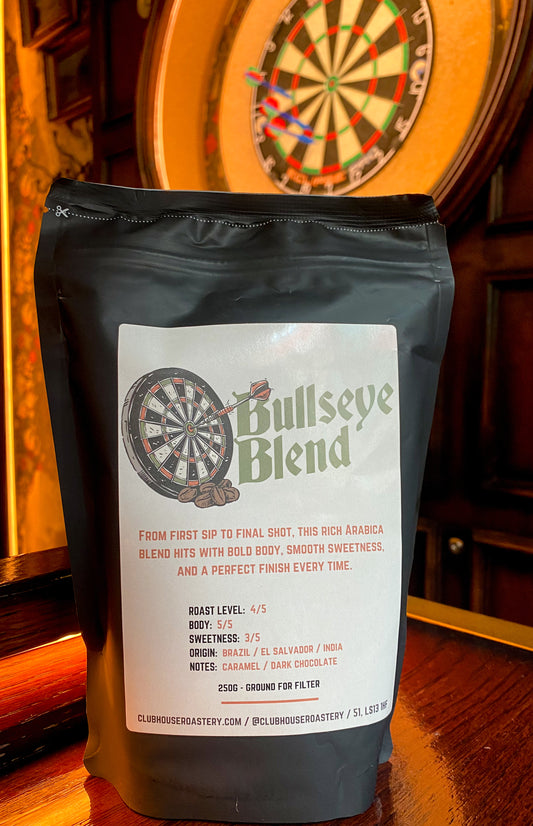 Bullseye
Blend
From first sip to final shot, this rich Arabica
blend hits with bold body, smooth sweetness,
and a perfect finish every time.
Roast Level: 4/5
Body: 5/5
Sweetness: 3/5
Origin: Brazil / El Salvador / India
Notes: Caramel / Dark Chocolate
250g - Ground for Filter
clubhouseroastery.com / @clubhouseroastery / 51, LS13 1HF